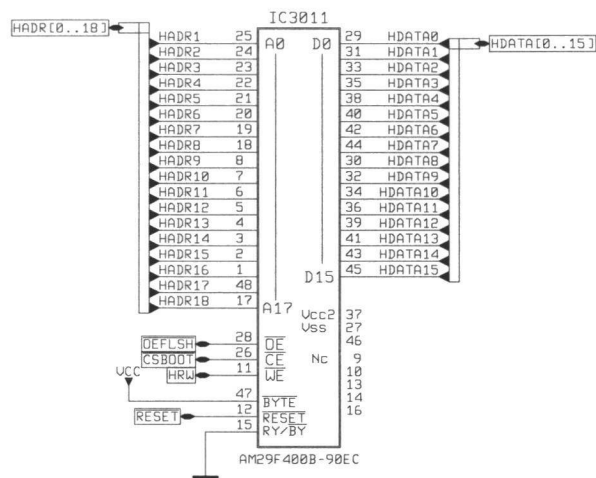 IC3011
HADR[0..18]
HDATA[0..15]
HADR1 25 A0 D0 29 HDATA0
HADR2 24 31 HDATA1
HADR3 23 33 HDATA2
HADR4 22 35 HDATA3
HADR5 21 38 HDATA4
HADR6 20 40 HDATA5
HADR7 19 42 HDATA6
HADR8 18 44 HDATA7
HADR9 8 30 HDATA8
HADR10 7 32 HDATA9
HADR11 6 34 HDATA10
HADR12 5 36 HDATA11
HADR13 4 39 HDATA12
HADR14 3 41 HDATA13
HADR15 2 43 HDATA14
HADR16 1 D15 45 HDATA15
HADR17 48
HADR18 17 A17
Vcc2 37
Vss 27
46
OEFLSH 28 OE
CSBOOT 26 CE Nc 9
HRW 11 WE 10
VCC 13
47 BYTE 14
RESET 12 RESET 16
15 RY/BY
AM29F400B-90EC